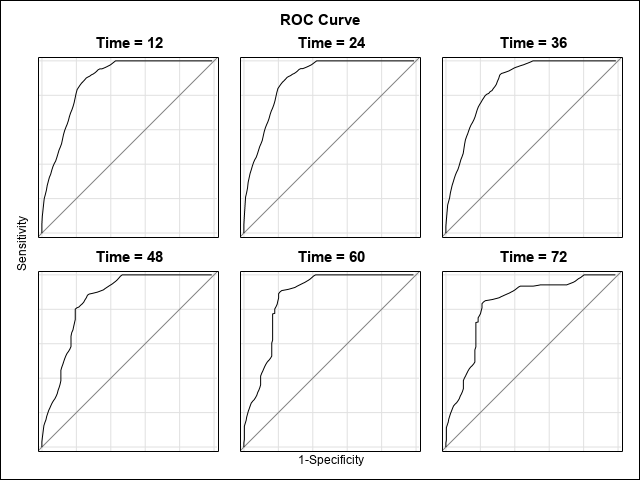 ROC Curve
Time = 12
Time = 24
Time = 36
Sensitivity
Time = 48
Time = 60
Time = 72
1-Specificity